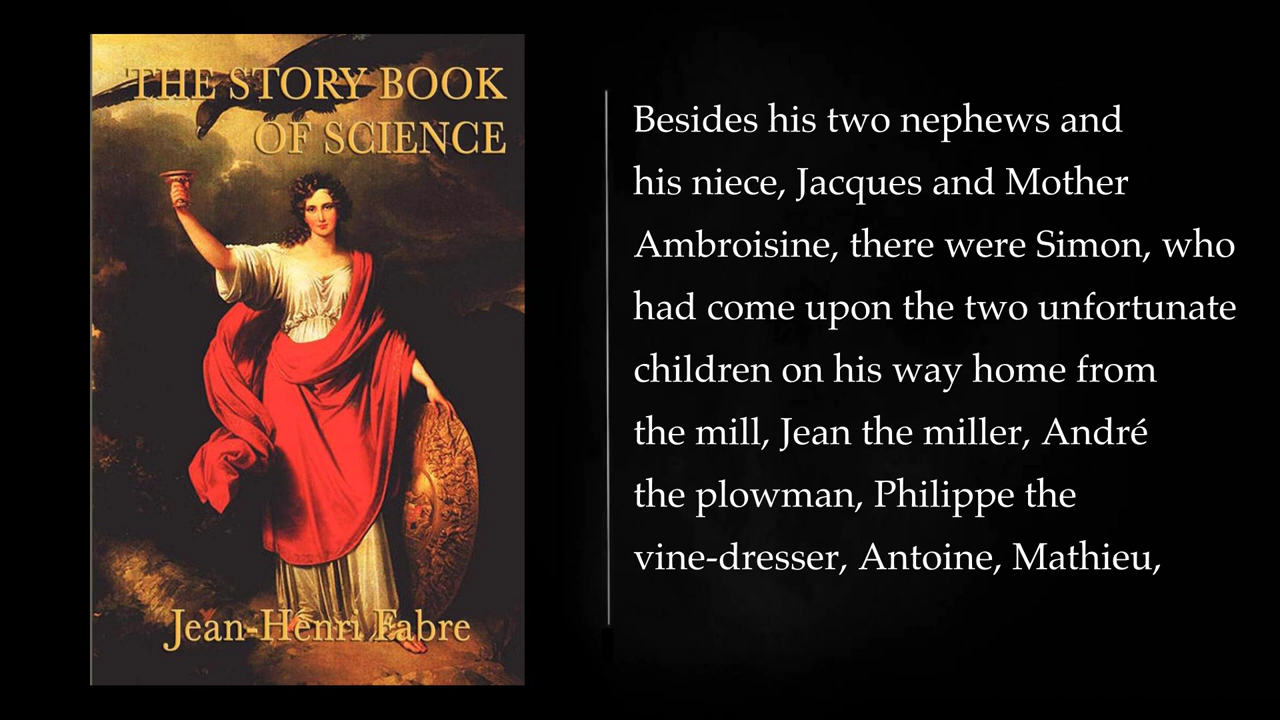 THE STORY BOOK
OF SCIENCE
Jean-Henri Fabre
Besides his two nephews and
his niece, Jacques and Mother
Ambroisine, there were Simon, who
had come upon the two unfortunate
children on his way home from
the mill, Jean the miller, André
the plowman, Philippe the
vine-dresser, Antoine, Mathieu,